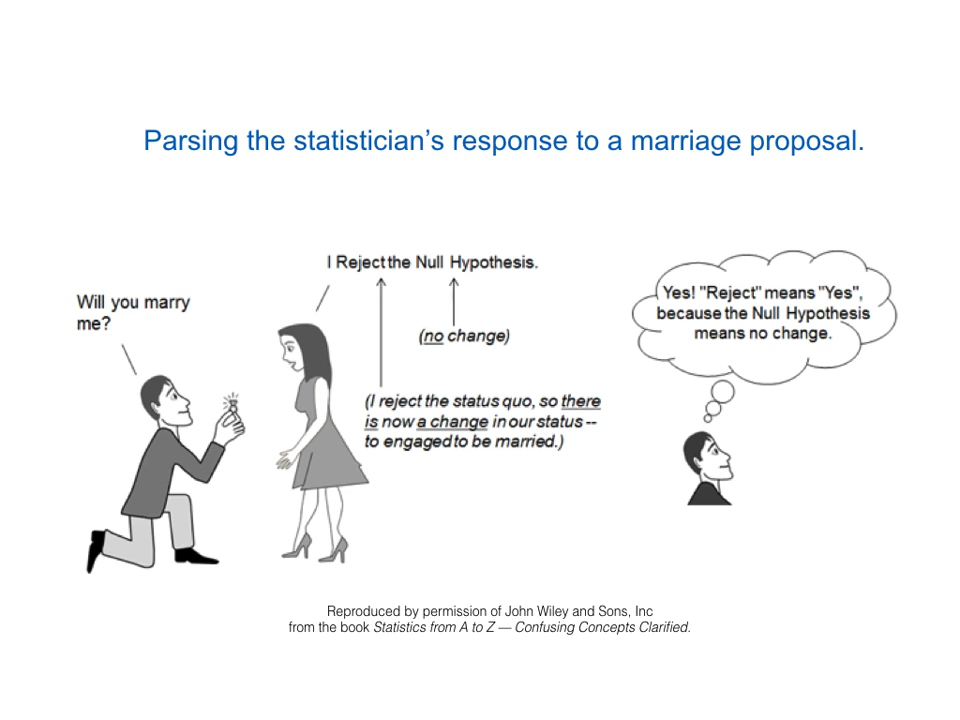 Parsing the statistician's response to a marriage proposal.
I Reject the Null Hypothesis.
Will you marry
me?
(no change)
(I reject the status quo, so there
is now a change in our status --
to engaged to be married.)
Yes! "Reject" means "Yes",
because the Null Hypothesis
means no change.
Reproduced by permission of John Wiley and Sons, Inc
from the book Statistics from A to Z — Confusing Concepts Clarified.